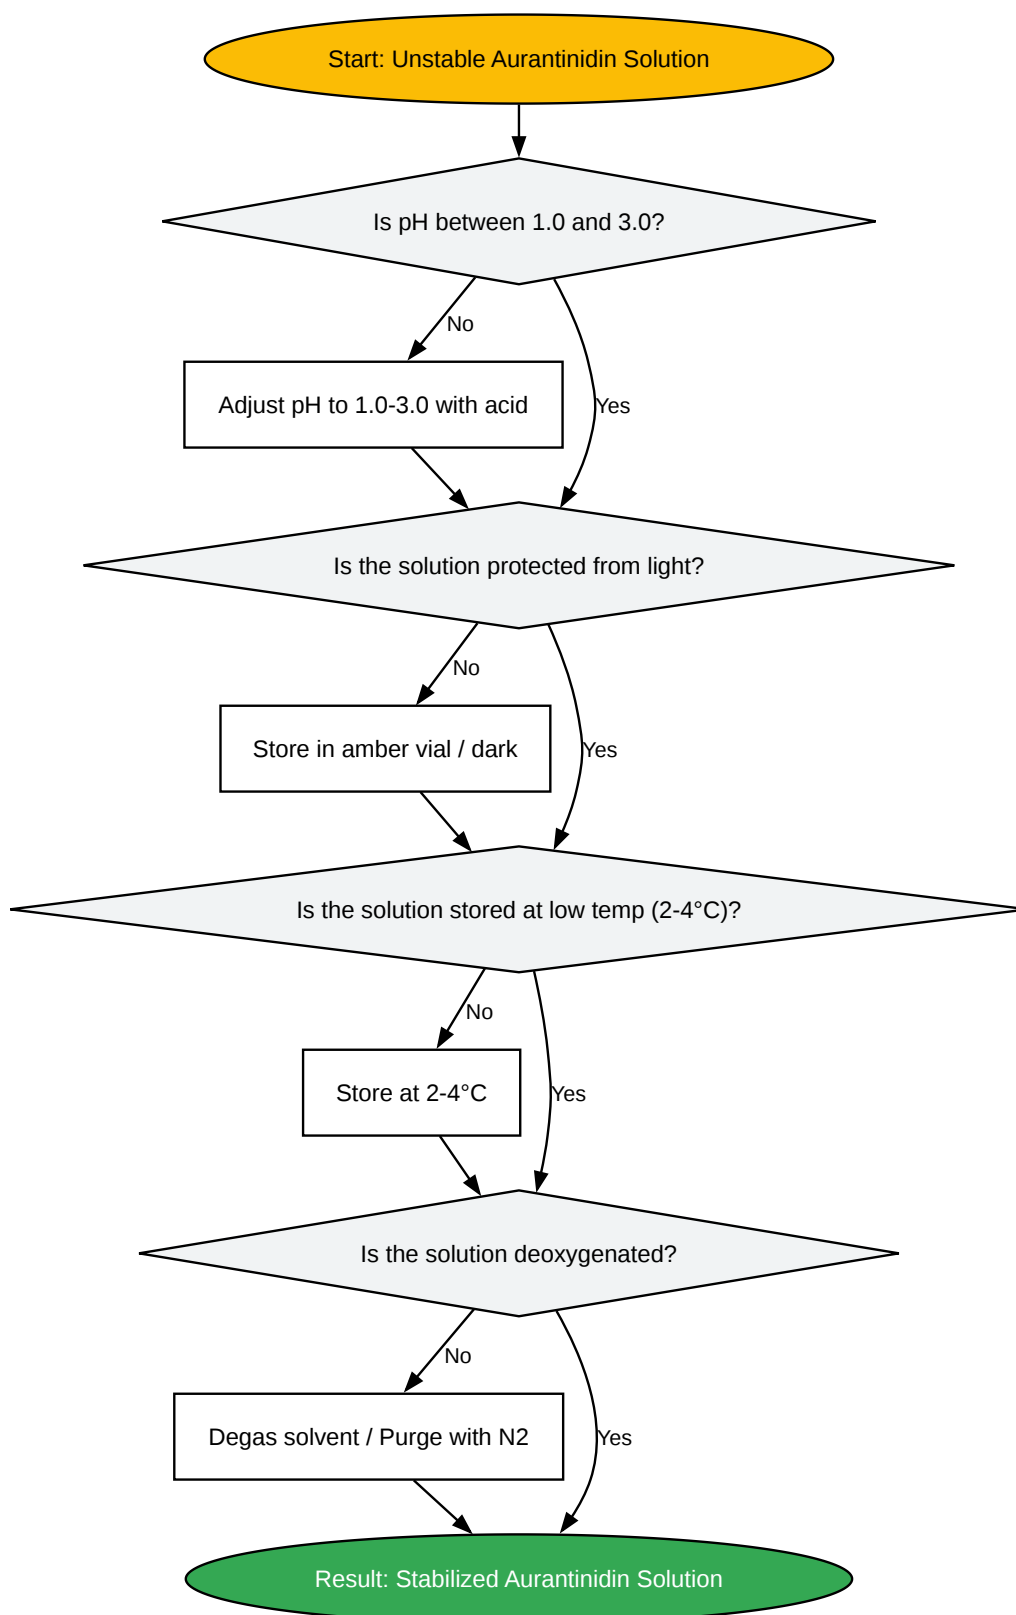 Start: Unstable Aurantinidin Solution
Is pH between 1.0 and 3.0?
No
Adjust pH to 1.0-3.0 with acid
Yes
Is the solution protected from light?
No
Store in amber vial / dark
Yes
Is the solution stored at low temp (2-4°C)?
No
Store at 2-4°C
Yes
Is the solution deoxygenated?
No
Degas solvent / Purge with N2
Yes
Result: Stabilized Aurantinidin Solution